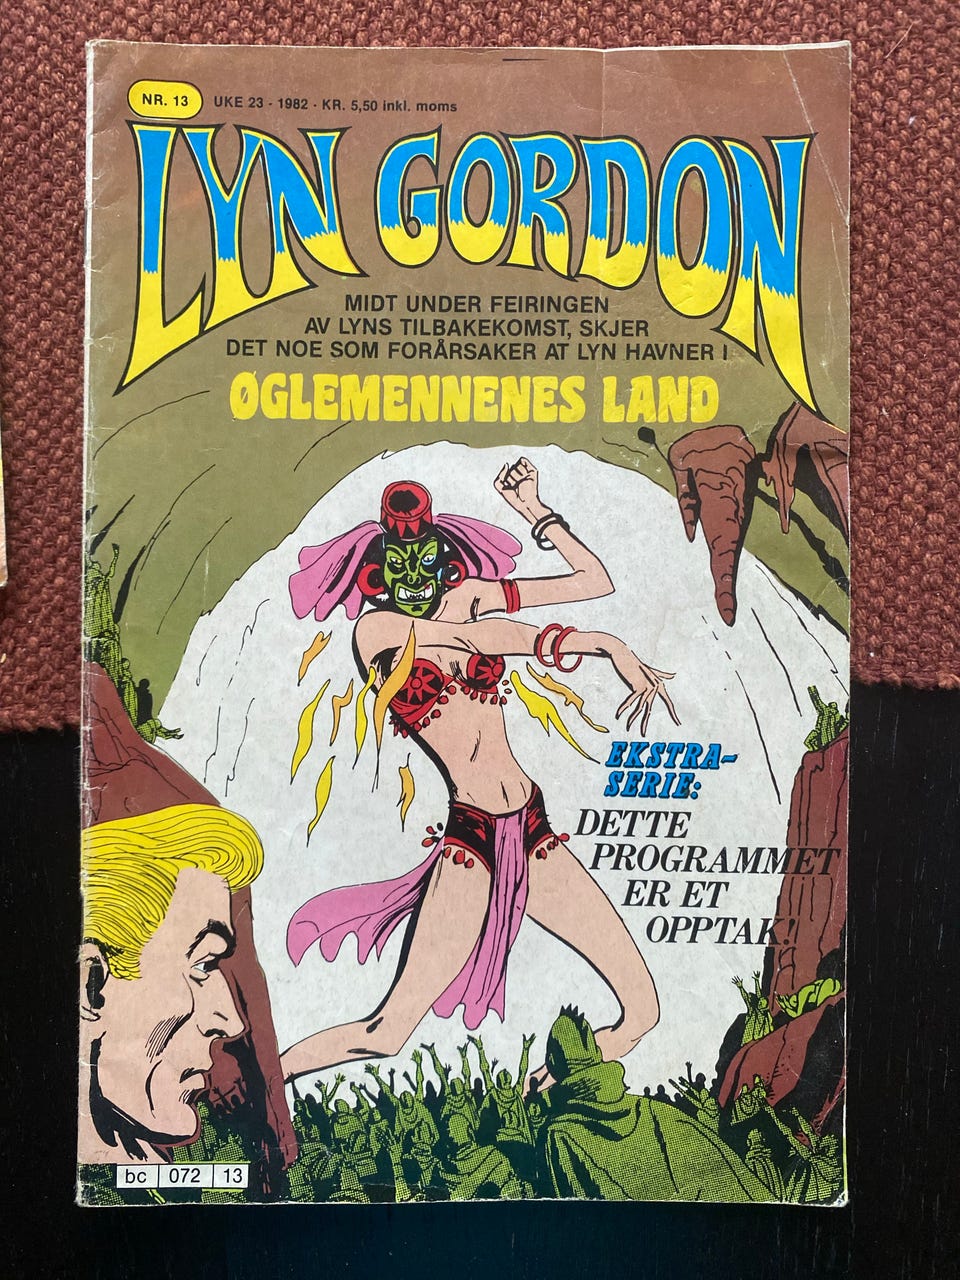 NR. 13
UKE 23 - 1982 · KR. 5,50 inkl. moms
LYN GORDON
MIDT UNDER FEIRINGEN
AV LYNS TILBAKEKOMST, SKJER
DET NOE SOM FORÅRSAKER AT LYN HAVNER I
ØGLEMENNENES LAND
EKSTRA-
SERIE:
DETTE
PROGRAMMET
ER ET
OPPTAK!
bc 072 13